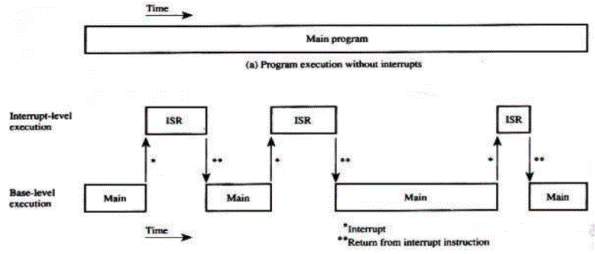 Time
Main program
(a) Program execution without interrupts
Interrupt-level
execution
ISR
ISR
ISR
*
**
*
**
*
**
Base-level
execution
Main
Main
Main
Main
Time
*Interrupt
**Return from interrupt instruction